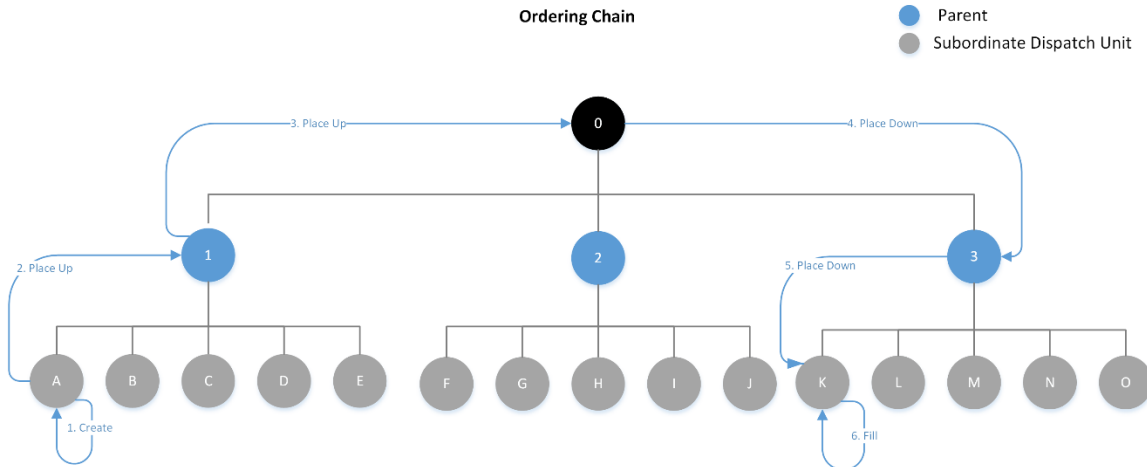 Ordering Chain
Parent
Subordinate Dispatch Unit
0
3. Place Up
4. Place Down
1
2
3
2. Place Up
5. Place Down
A
B
C
D
E
F
G
H
I
J
K
L
M
N
O
1. Create
6. Fill